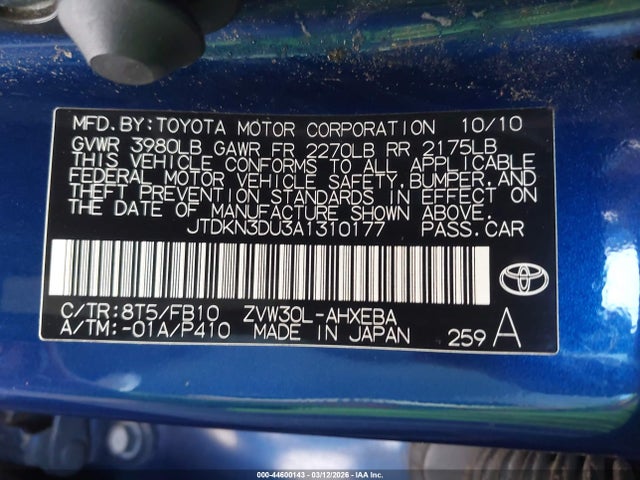 MFD.BY:TOYOTA MOTOR CORPORATION 10/10
GVWR 3980LB GAWR FR 2270LB RR 2175LB
THIS VEHICLE CONFORMS TO ALL APPLICABLE
FEDERAL MOTOR VEHICLE SAFETY,BUMPER,AND
THEFT PREVENTION STANDARDS IN EFFECT ON
THE DATE OF MANUFACTURE SHOWN ABOVE.
JTDKN3DU3A1310177 PASS.CAR
C/TR:8T5/FB10 ZVW30L-AHXEBA
A/TM:-01A/P410 MADE IN JAPAN 259 A
000-44600143 - 03/12/2026 - IAA Inc.